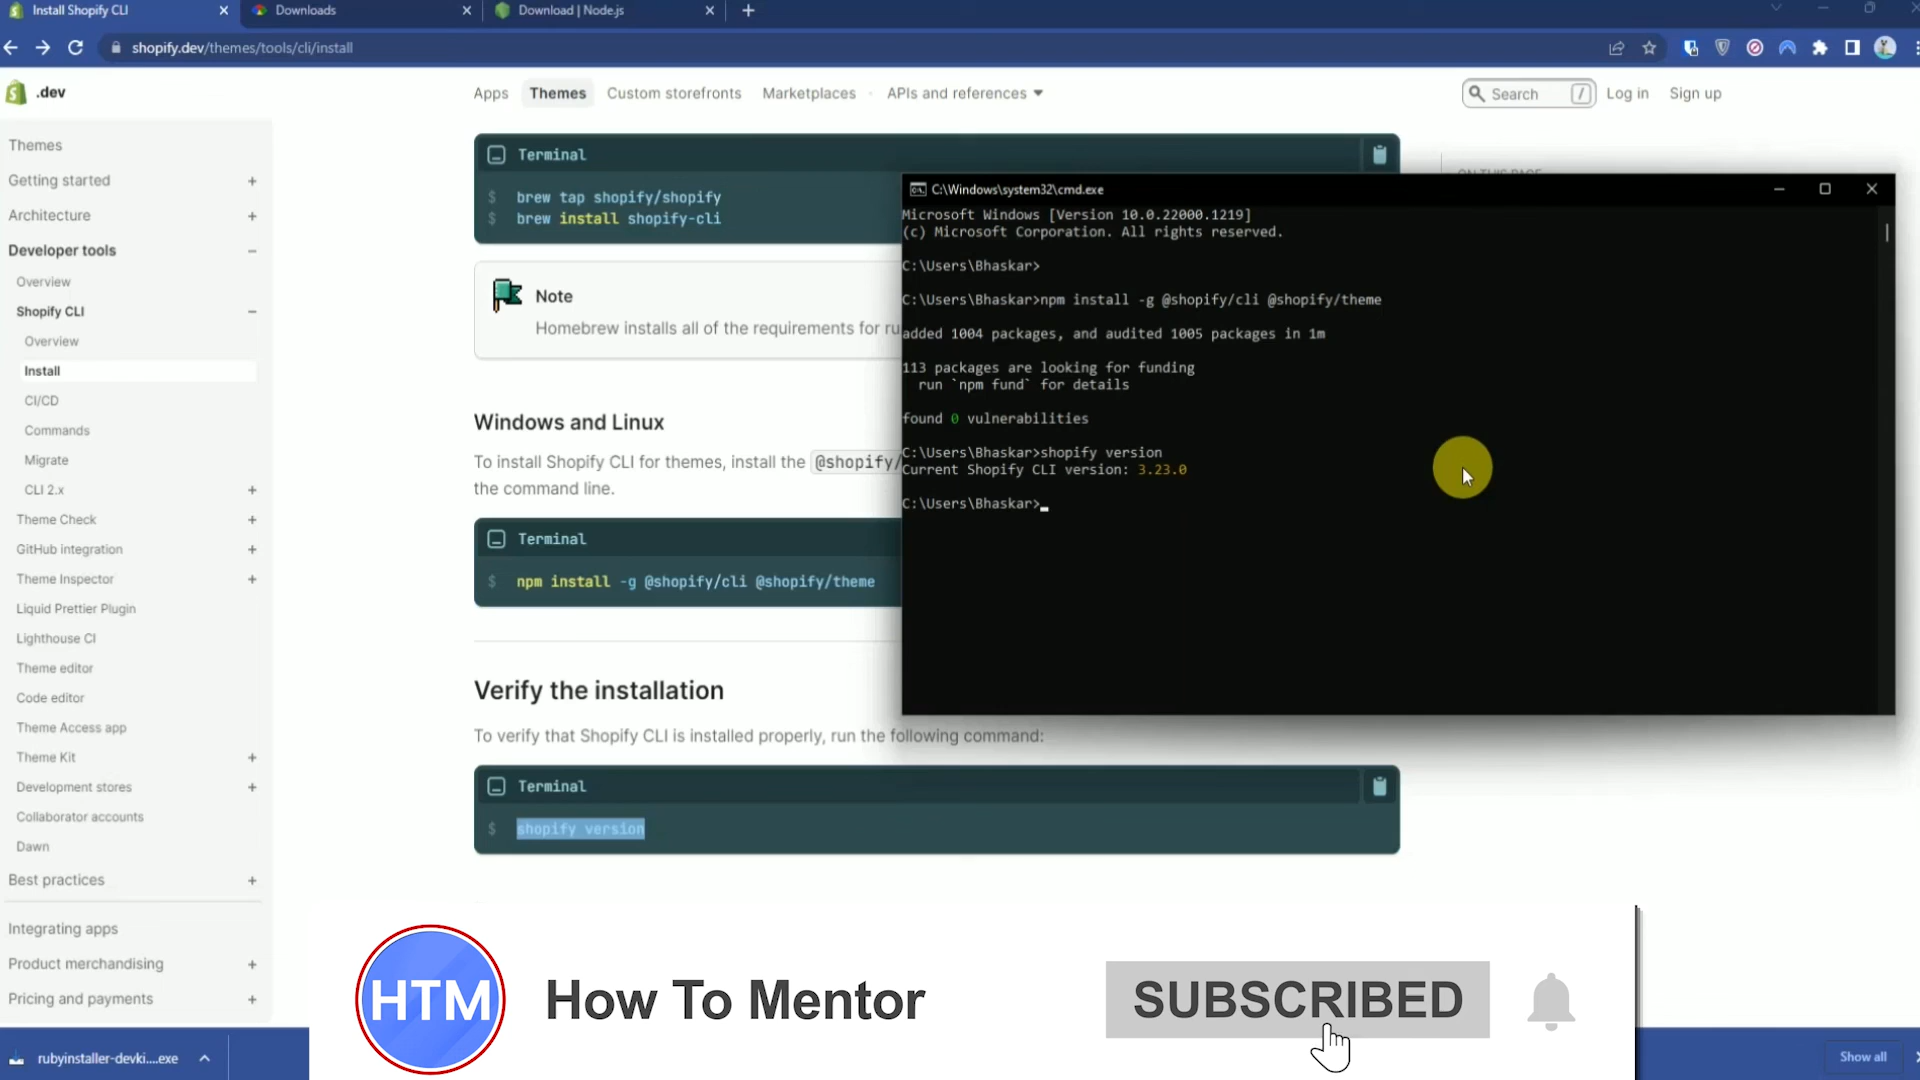 Install Shopify CLI
Downloads
Download | Node.js
shopify.dev/themes/tools/cli/install
.dev
Apps
Themes
Custom storefronts
Marketplaces
APIs and references
Search
/
Log in
Sign up
Themes
Getting started
Architecture
Developer tools
Overview
Shopify CLI
Overview
Install
CI/CD
Commands
Migrate
CLI 2.x
Theme Check
GitHub integration
Theme Inspector
Liquid Prettier Plugin
Lighthouse CI
Theme editor
Code editor
Theme Access app
Theme Kit
Development stores
Collaborator accounts
Dawn
Best practices
Integrating apps
Product merchandising
Pricing and payments
Terminal
$ brew tap shopify/shopify
$ brew install shopify-cli
Note
Homebrew installs all of the requirements for ru
Windows and Linux
To install Shopify CLI for themes, install the @shopify/
the command line.
Terminal
$ npm install -g @shopify/cli @shopify/theme
Verify the installation
To verify that Shopify CLI is installed properly, run the following command:
Terminal
$ shopify version
ON THIS PAGE
C:\Windows\system32\cmd.exe
Microsoft Windows [Version 10.0.22000.1219]
(c) Microsoft Corporation. All rights reserved.
C:\Users\Bhaskar>
C:\Users\Bhaskar>npm install -g @shopify/cli @shopify/theme
added 1004 packages, and audited 1005 packages in 1m
113 packages are looking for funding
run `npm fund` for details
found 0 vulnerabilities
C:\Users\Bhaskar>shopify version
Current Shopify CLI version: 3.23.0
C:\Users\Bhaskar>
HTM
How To Mentor
SUBSCRIBED
rubyinstaller-devki....exe
Show all